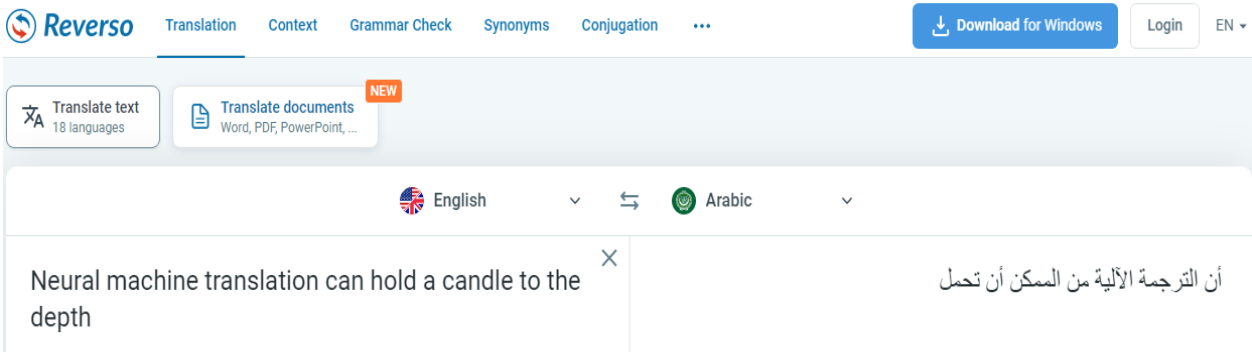 Reverso Translation Context Grammar Check Synonyms Conjugation ... Download for Windows Login EN
NEW
Translate text Translate documents
18 languages Word, PDF, PowerPoint, ...
English Arabic
Neural machine translation can hold a candle to the
depth
أن الترجمة الآلية من الممكن أن تحمل